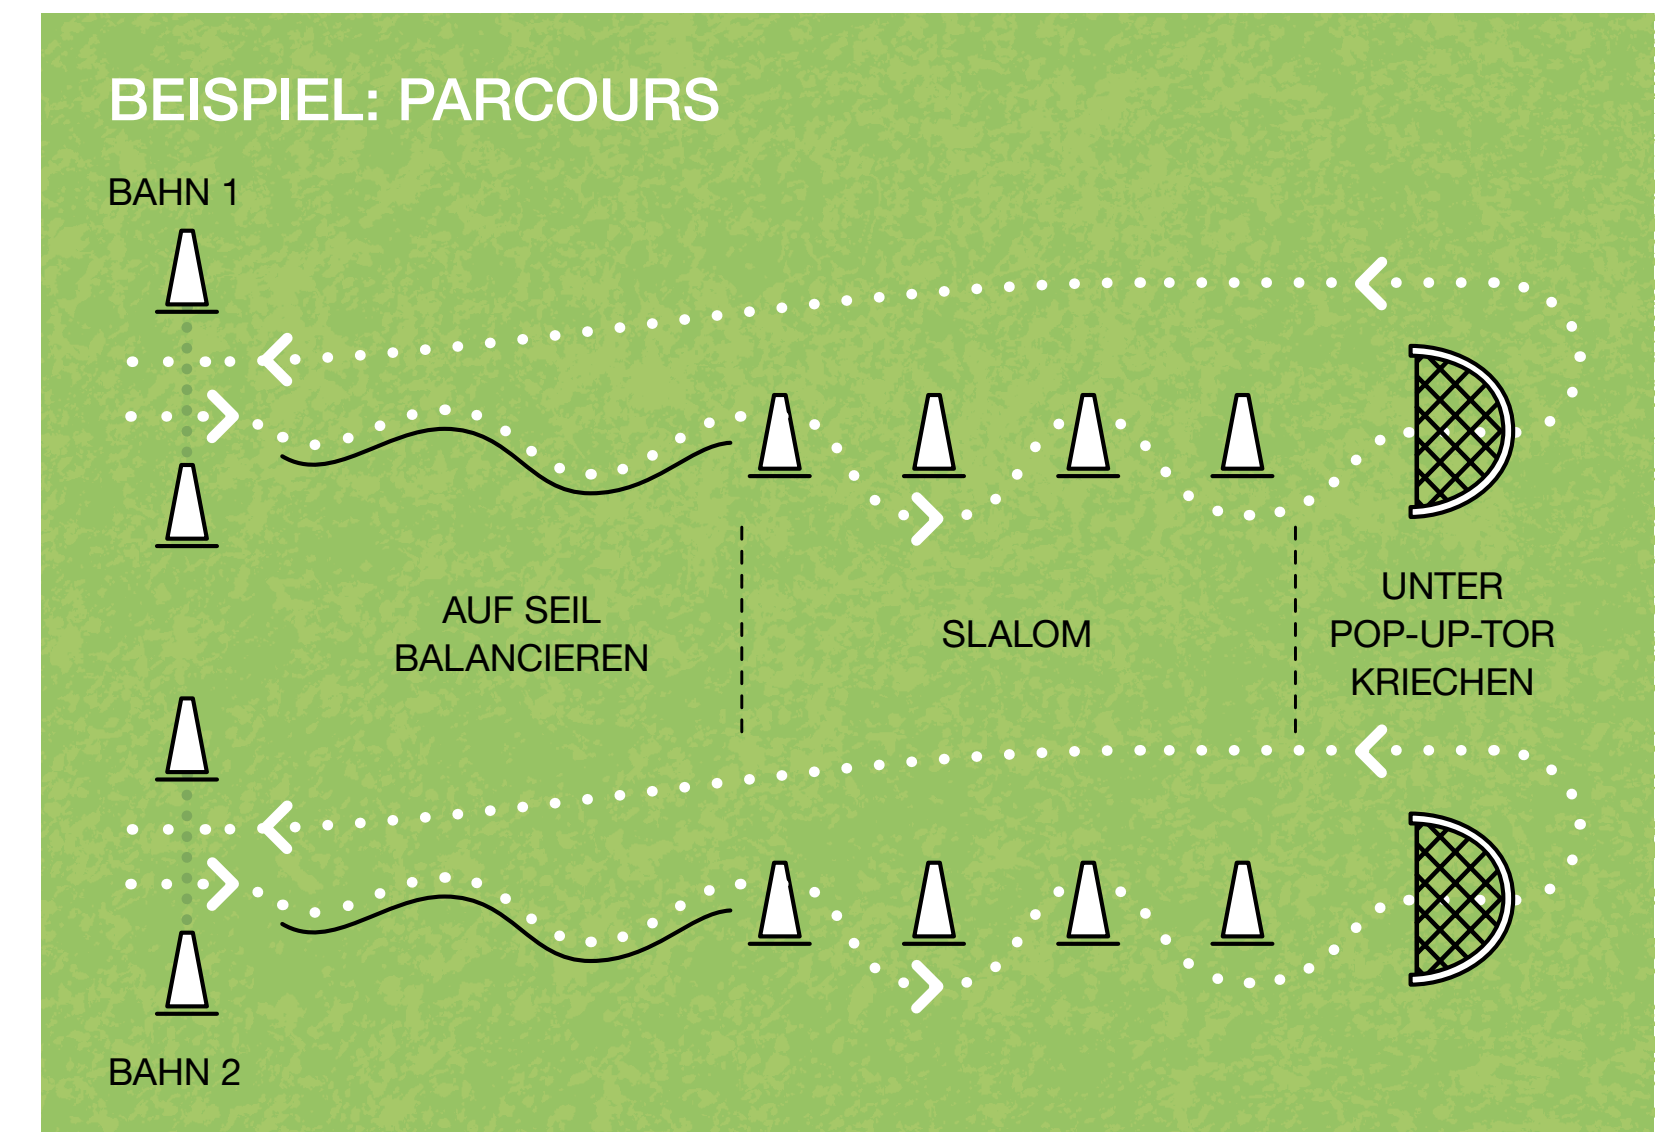 BEISPIEL: PARCOURS
BAHN 1
AUF SEIL
BALANCIEREN
SLALOM
UNTER
POP-UP-TOR
KRIECHEN
BAHN 2